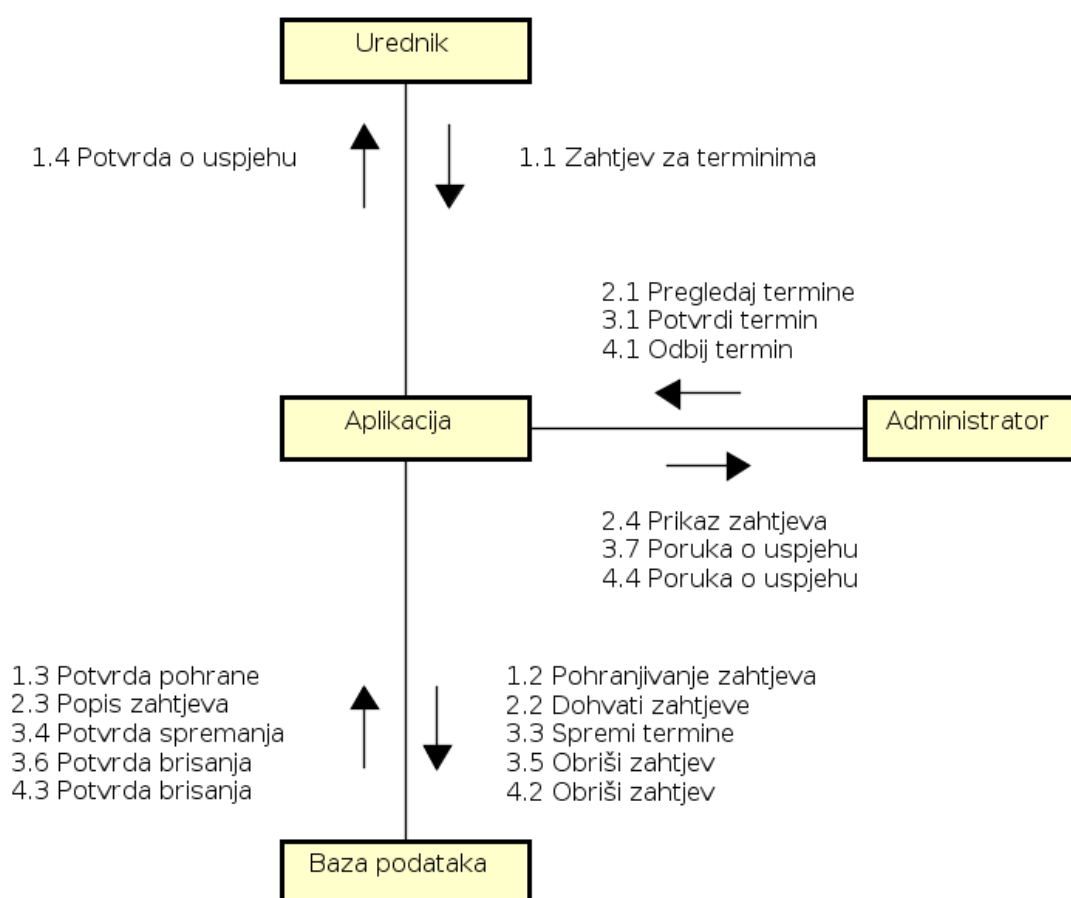 Urednik
1.4 Potvrda o uspjehu
1.1 Zahtjev za terminima
2.1 Pregledaj termine
3.1 Potvrdi termin
4.1 Odbij termin
Aplikacija
Administrator
2.4 Prikaz zahtjeva
3.7 Poruka o uspjehu
4.4 Poruka o uspjehu
1.3 Potvrda pohrane
2.3 Popis zahtjeva
3.4 Potvrda spremanja
3.6 Potvrda brisanja
4.3 Potvrda brisanja
1.2 Pohranjivanje zahtjeva
2.2 Dohvati zahtjeve
3.3 Spremi termine
3.5 Obriši zahtjev
4.2 Obriši zahtjev
Baza podataka